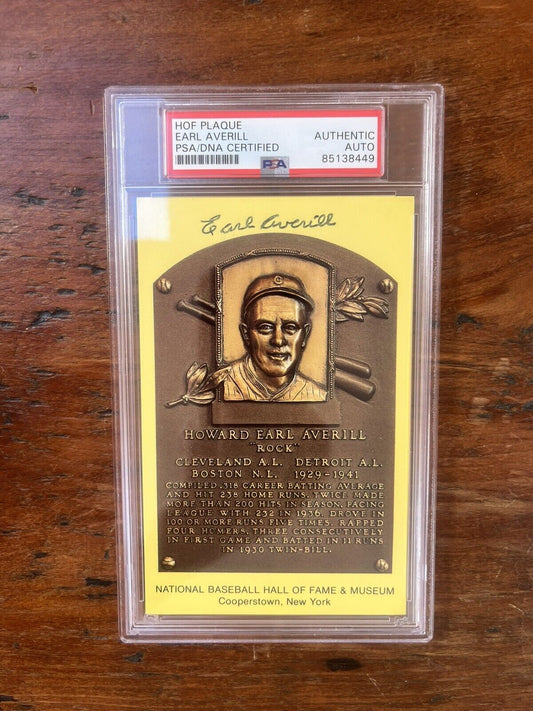 HOF PLAQUE
EARL AVERILL
PSA/DNA CERTIFIED
AUTHENTIC
AUTO
85138449
PSA
Earl Averill
C
HOWARD EARL AVERILL
"ROCK"
CLEVELAND A.L. DETROIT A.L.
BOSTON N.L. 1929-1941
COMPILED .318 CAREER BATTING AVERAGE
AND HIT 238 HOME RUNS. TWICE MADE
MORE THAN 200 HITS IN SEASON, PACING
LEAGUE WITH 232 IN 1936. DROVE IN
100 OR MORE RUNS FIVE TIMES. RAPPED
FOUR HOMERS, THREE CONSECUTIVELY
IN FIRST GAME AND BATTED IN 11 RUNS
IN 1930 TWIN-BILL.
NATIONAL BASEBALL HALL OF FAME & MUSEUM
Cooperstown, New York